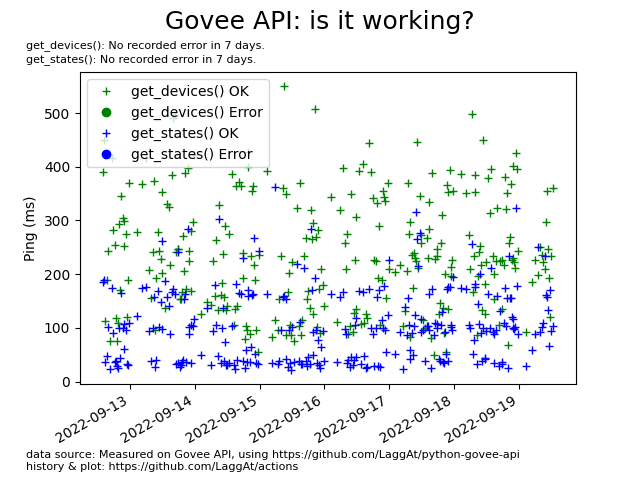 Govee API: is it working?
get_devices(): No recorded error in 7 days.
get_states(): No recorded error in 7 days.
get_devices() OK
get_devices() Error
get_states() OK
get_states() Error
Ping (ms)
500
400
300
200
100
0
2022-09-13
2022-09-14
2022-09-15
2022-09-16
2022-09-17
2022-09-18
2022-09-19
data source: Measured on Govee API, using https://github.com/LaggAt/python-govee-api
history & plot: https://github.com/LaggAt/actions